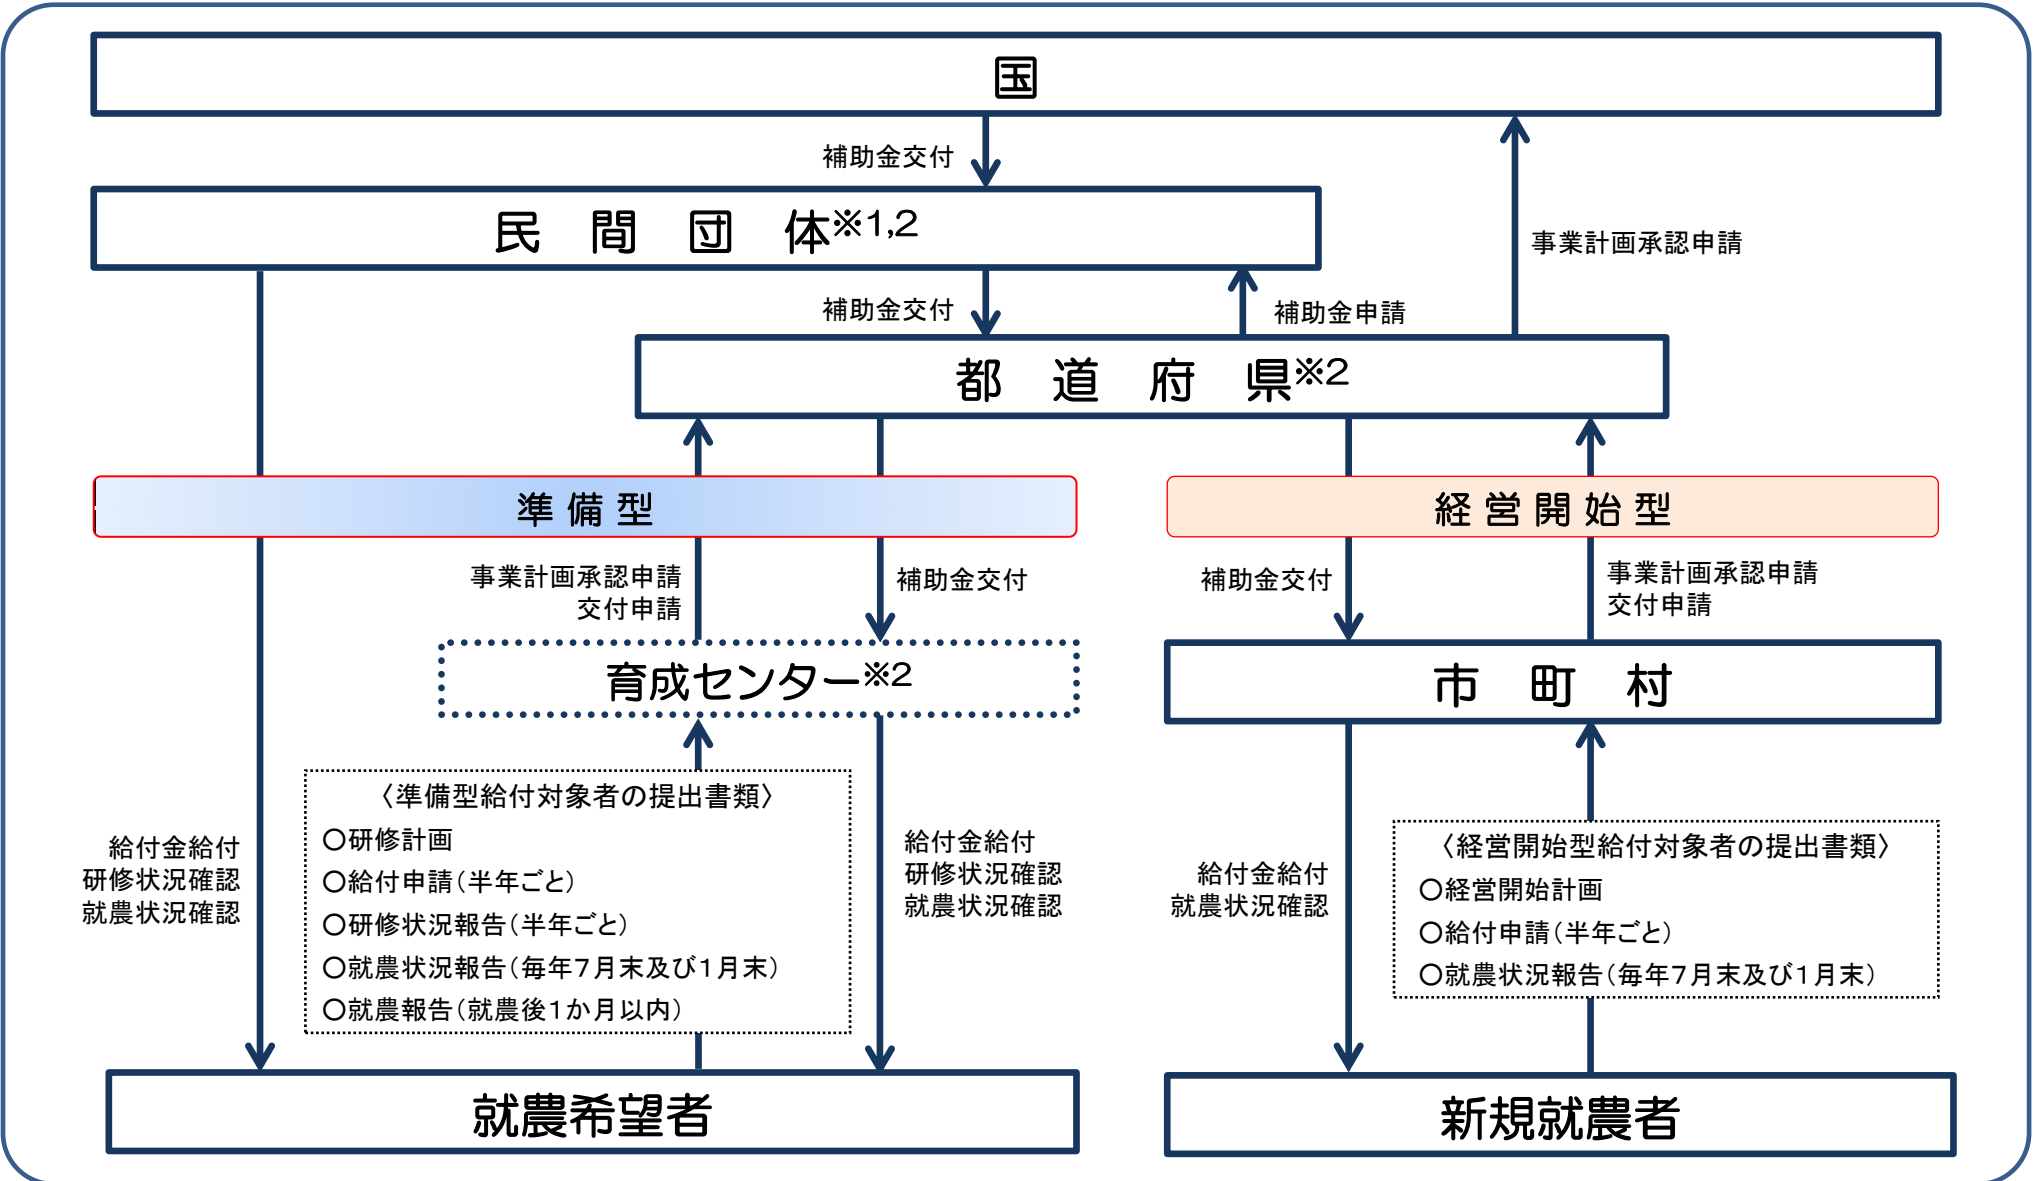 国
補助金交付
民間団体※1,2
事業計画承認申請
補助金交付
補助金申請
都道府県※2
準備型
経営開始型
事業計画承認申請
交付申請
補助金交付
補助金交付
事業計画承認申請
交付申請
育成センター※2
市町村
〈準備型給付対象者の提出書類〉
〇研修計画
〇給付申請(半年ごと)
〇研修状況報告(半年ごと)
〇就農状況報告(毎年7月末及び1月末)
〇就農報告(就農後1か月以内)
給付金給付
研修状況確認
就農状況確認
給付金給付
研修状況確認
就農状況確認
給付金給付
就農状況確認
〈経営開始型給付対象者の提出書類〉
〇経営開始計画
〇給付申請(半年ごと)
〇就農状況報告(毎年7月末及び1月末)
就農希望者
新規就農者